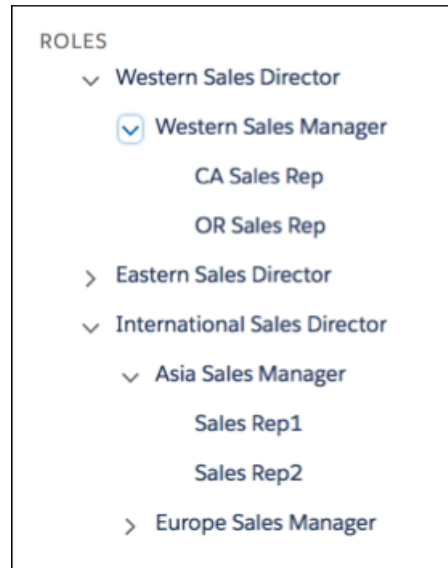 ROLES
Western Sales Director
Western Sales Manager
CA Sales Rep
OR Sales Rep
Eastern Sales Director
International Sales Director
Asia Sales Manager
Sales Rep1
Sales Rep2
Europe Sales Manager